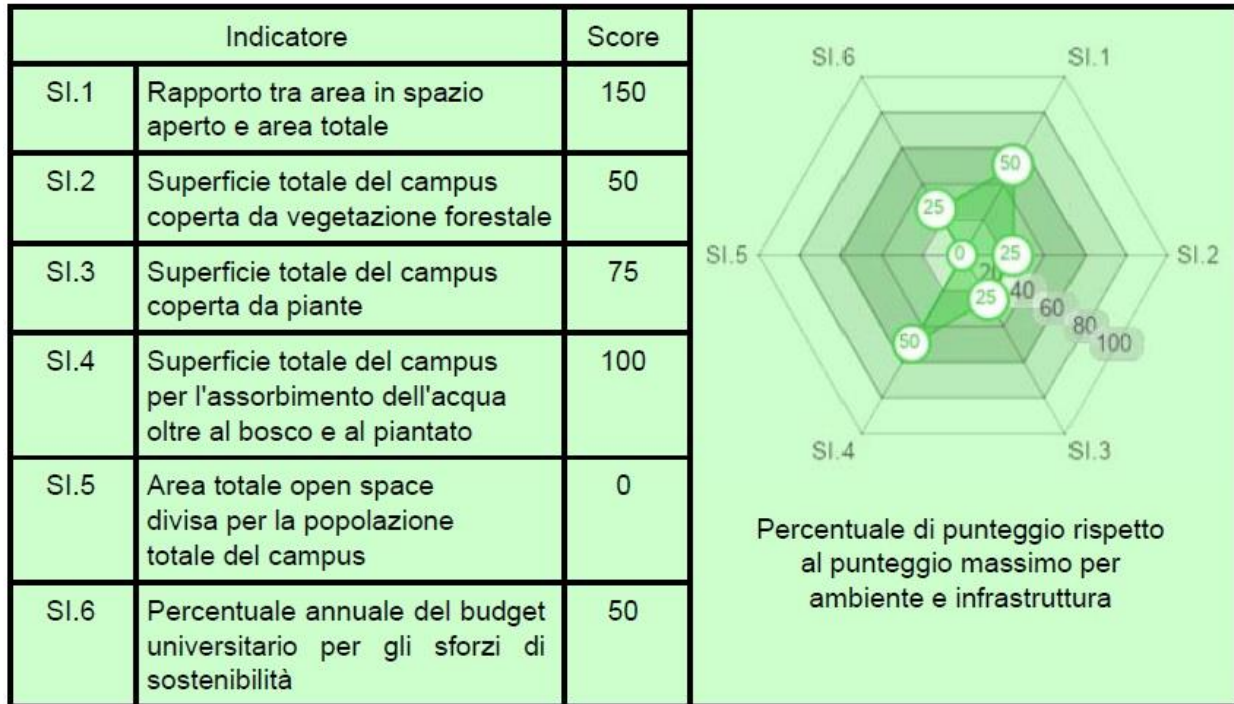 Indicatore
Score
SI.1
Rapporto tra area in spazio
aperto e area totale
150
SI.2
Superficie totale del campus
coperta da vegetazione forestale
50
SI.3
Superficie totale del campus
coperta da piante
75
SI.4
Superficie totale del campus
per l'assorbimento dell'acqua
oltre al bosco e al piantato
100
SI.5
Area totale open space
divisa per la popolazione
totale del campus
0
SI.6
Percentuale annuale del budget
universitario per gli sforzi di
sostenibilità
50
SI.6
SI.1
50
25
SI.5
0
25
SI.2
20
25
40
60
50
80
100
SI.4
SI.3
Percentuale di punteggio rispetto
al punteggio massimo per
ambiente e infrastruttura